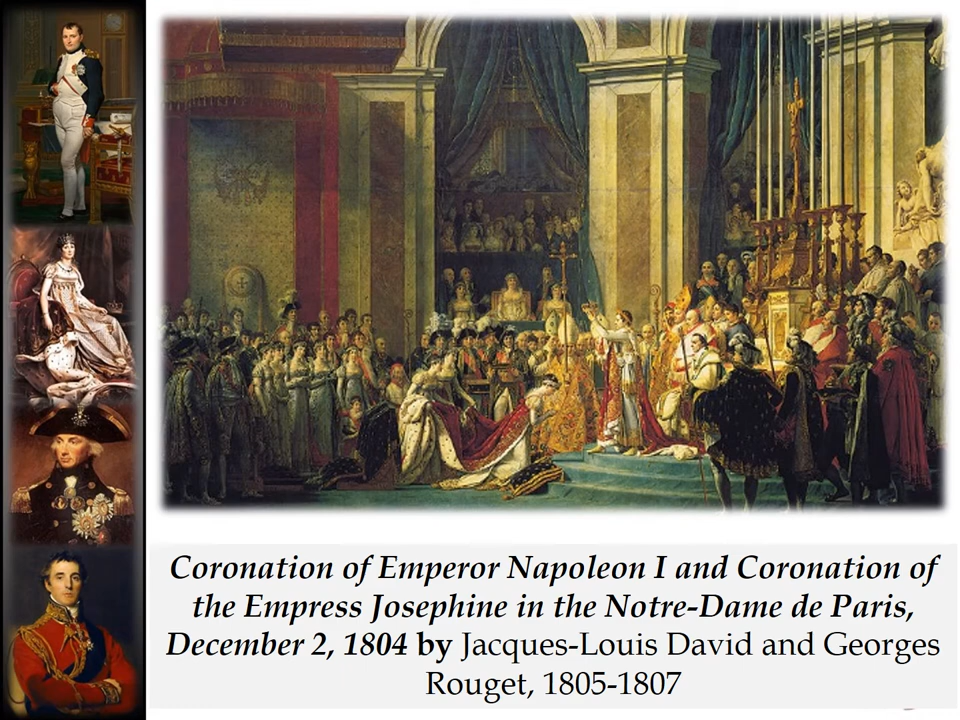 Coronation of Emperor Napoleon I and Coronation of
the Empress Josephine in the Notre-Dame de Paris,
December 2, 1804 by Jacques-Louis David and Georges
Rouget, 1805-1807